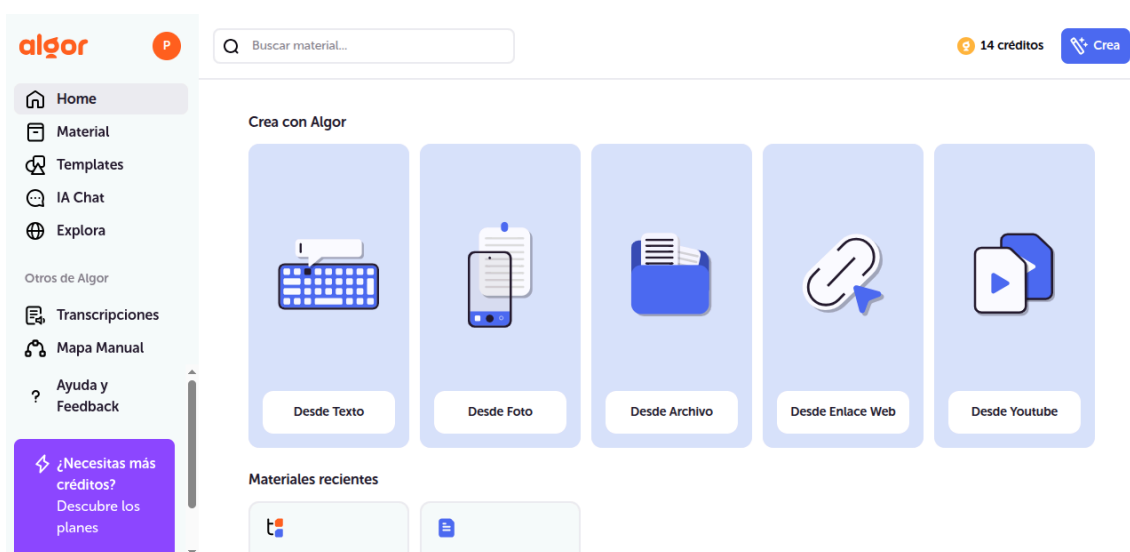 algor
P
Buscar material...
14 créditos
Crea
Home
Material
Templates
IA Chat
Explora
Otros de Algor
Transcripciones
Mapa Manual
?
Ayuda y
Feedback
¿Necesitas más
créditos?
Descubre los
planes
Crea con Algor
Desde Texto
Desde Foto
Desde Archivo
Desde Enlace Web
Desde Youtube
Materiales recientes